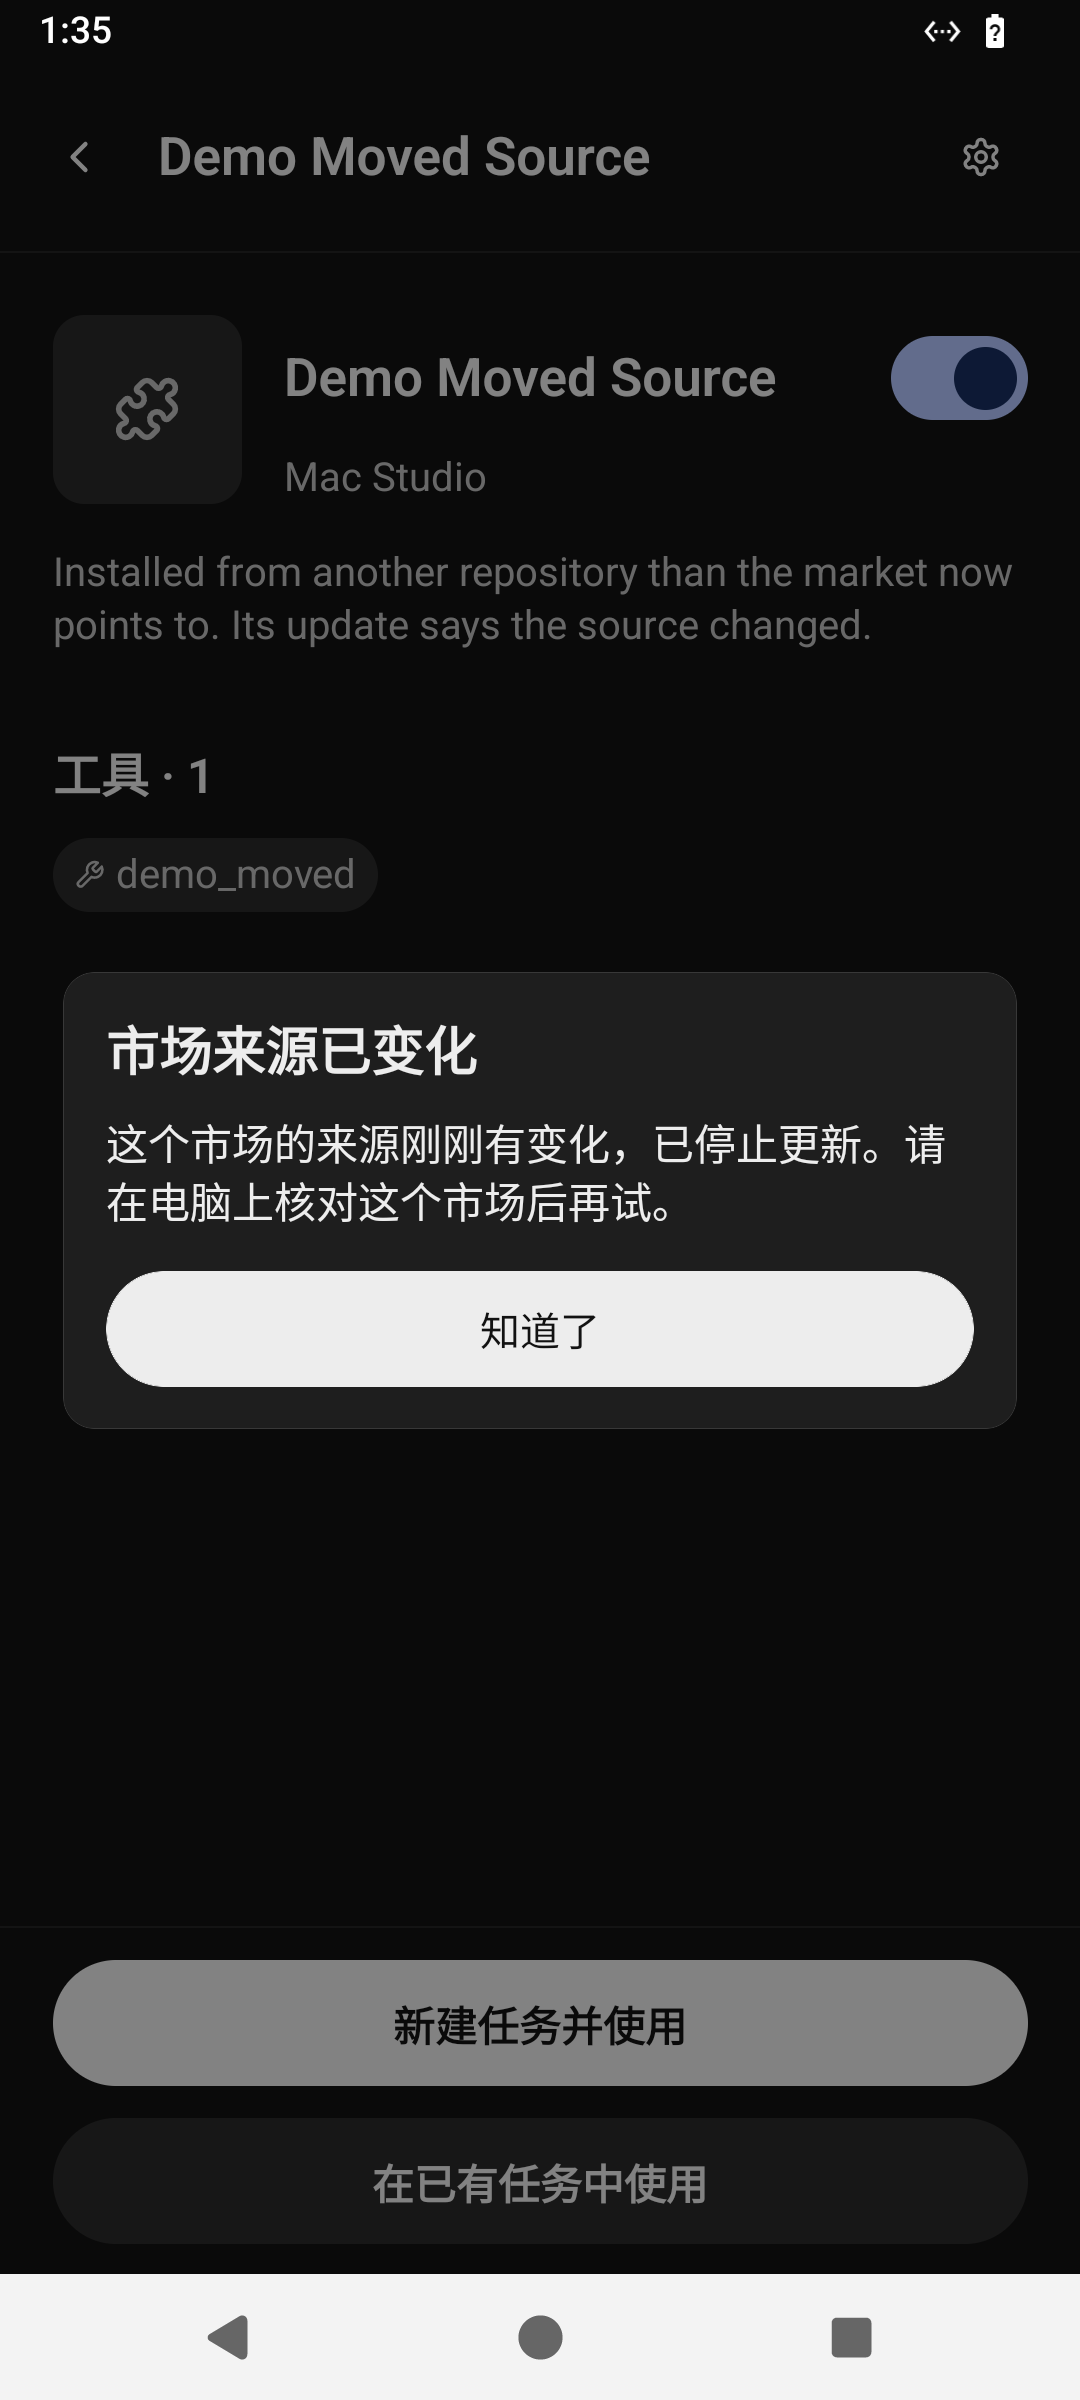 1:35
Demo Moved Source
Demo Moved Source
Mac Studio
Installed from another repository than the market now
points to. Its update says the source changed.
工具 · 1
demo_moved
市场来源已变化
这个市场的来源刚刚有变化，已停止更新。请
在电脑上核对这个市场后再试。
知道了
新建任务并使用
在已有任务中使用